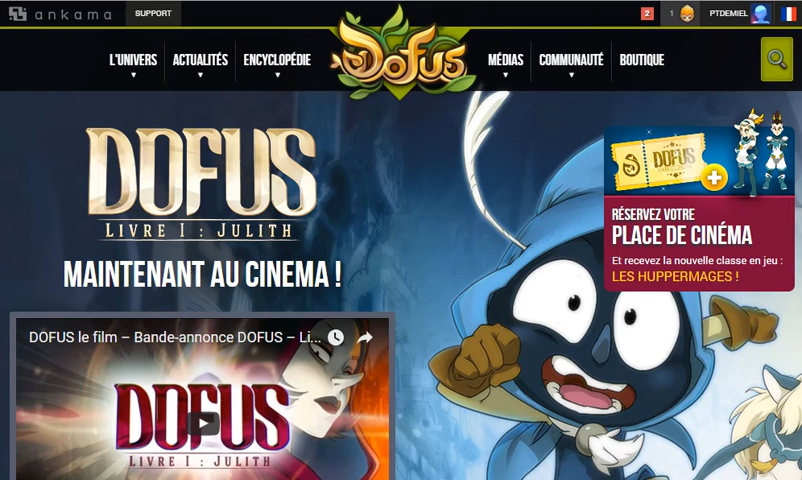 ankama
SUPPORT
2
1
PTDEMIEL
L'UNIVERS
ACTUALITÉS
ENCYCLOPÉDIE
DOFUS
MÉDIAS
COMMUNAUTÉ
BOUTIQUE
DOFUS
LIVRE I : JULITH
MAINTENANT AU CINEMA !
DOFUS
RÉSERVEZ VOTRE
PLACE DE CINÉMA
Et recevez la nouvelle classe en jeu :
LES HUPPERMAGES !
DOFUS le film – Bande-annonce DOFUS – Li...
DOFUS
LIVRE I : JULITH